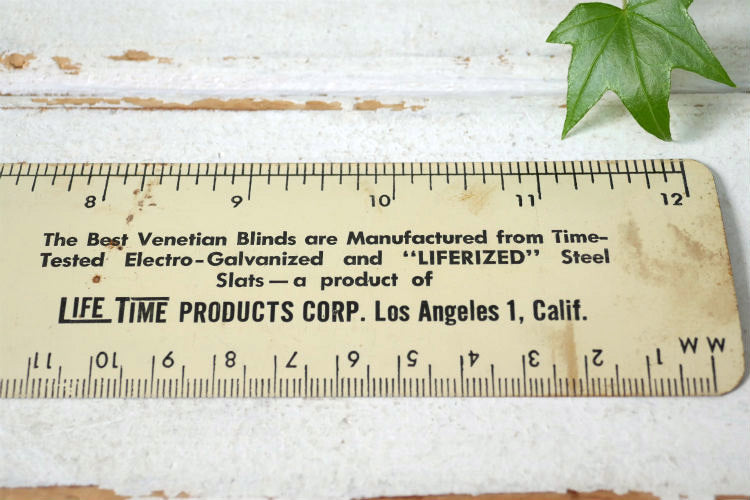 8 9 10 11 12
The Best Venetian Blinds are Manufactured from Time-
Tested Electro-Galvanized and “LIFERIZED” Steel
Slats—a product of
LIFE TIME PRODUCTS CORP. Los Angeles 1, Calif.
11 10 9 8 7 6 5 4 3 2 1 MM